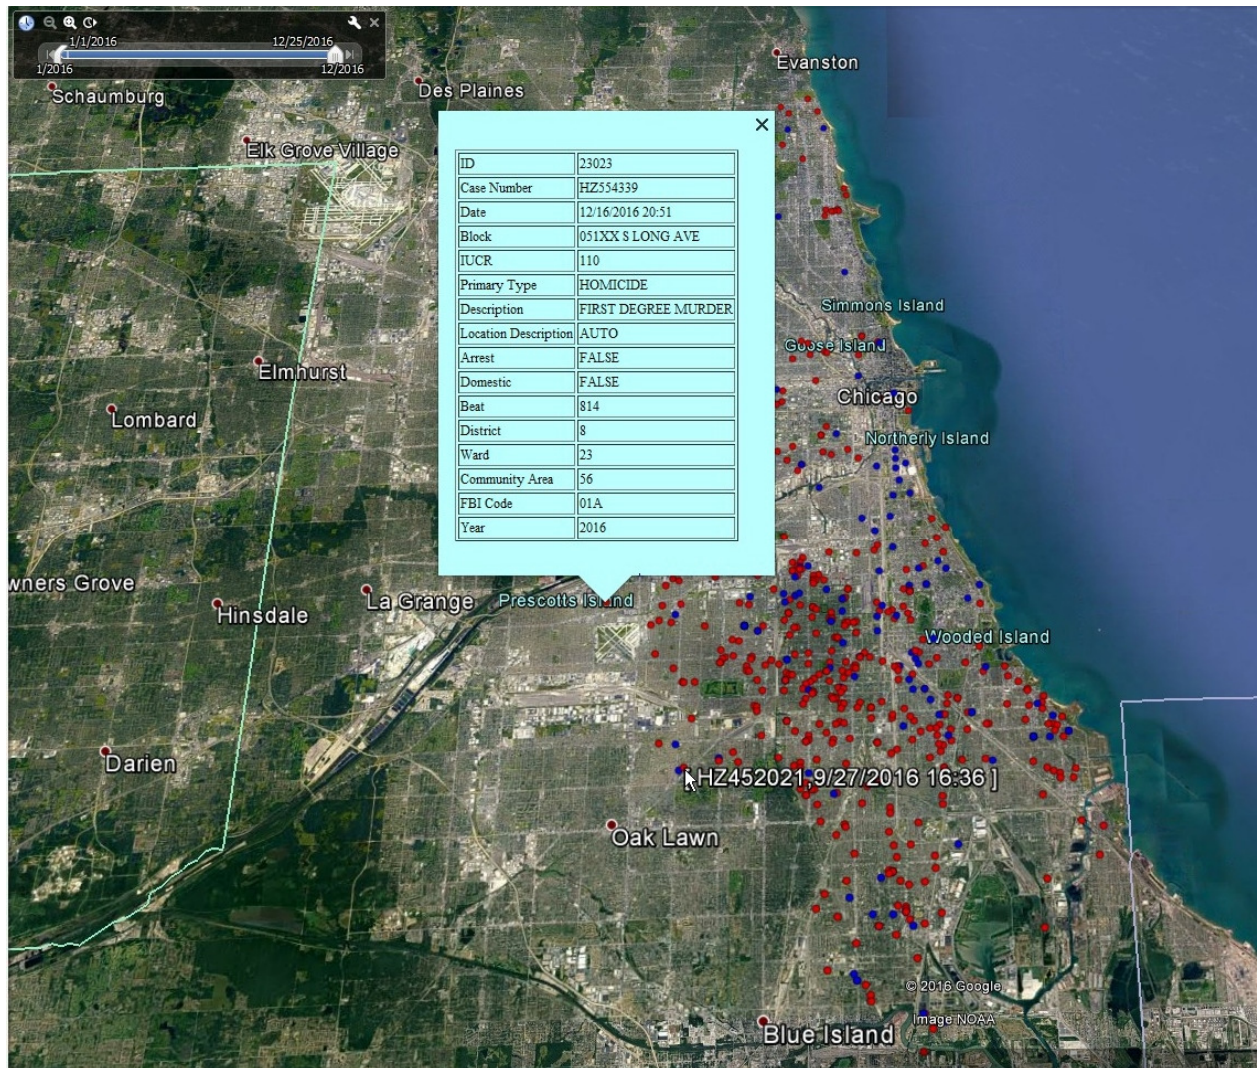 1/1/2016 12/25/2016
1/2016 12/2016
Evanston
Schaumburg
Des Plaines
Elk Grove Village
ID 23023
Case Number HZ554339
Date 12/16/2016 20:51
Block 051XX S LONG AVE
IUCR 110
Primary Type HOMICIDE
Description FIRST DEGREE MURDER
Location Description AUTO
Arrest FALSE
Domestic FALSE
Beat 814
District 8
Ward 23
Community Area 56
FBI Code 01A
Year 2016
Simmons Island
Goose Island
Elmhurst
Chicago
Lombard
Northerly Island
wners Grove
La Grange
Prescotts Island
Hinsdale
Wooded Island
Darien
[HZ452021,9/27/2016 16:36 ]
Oak Lawn
© 2016 Google
Image NOAA
Blue Island